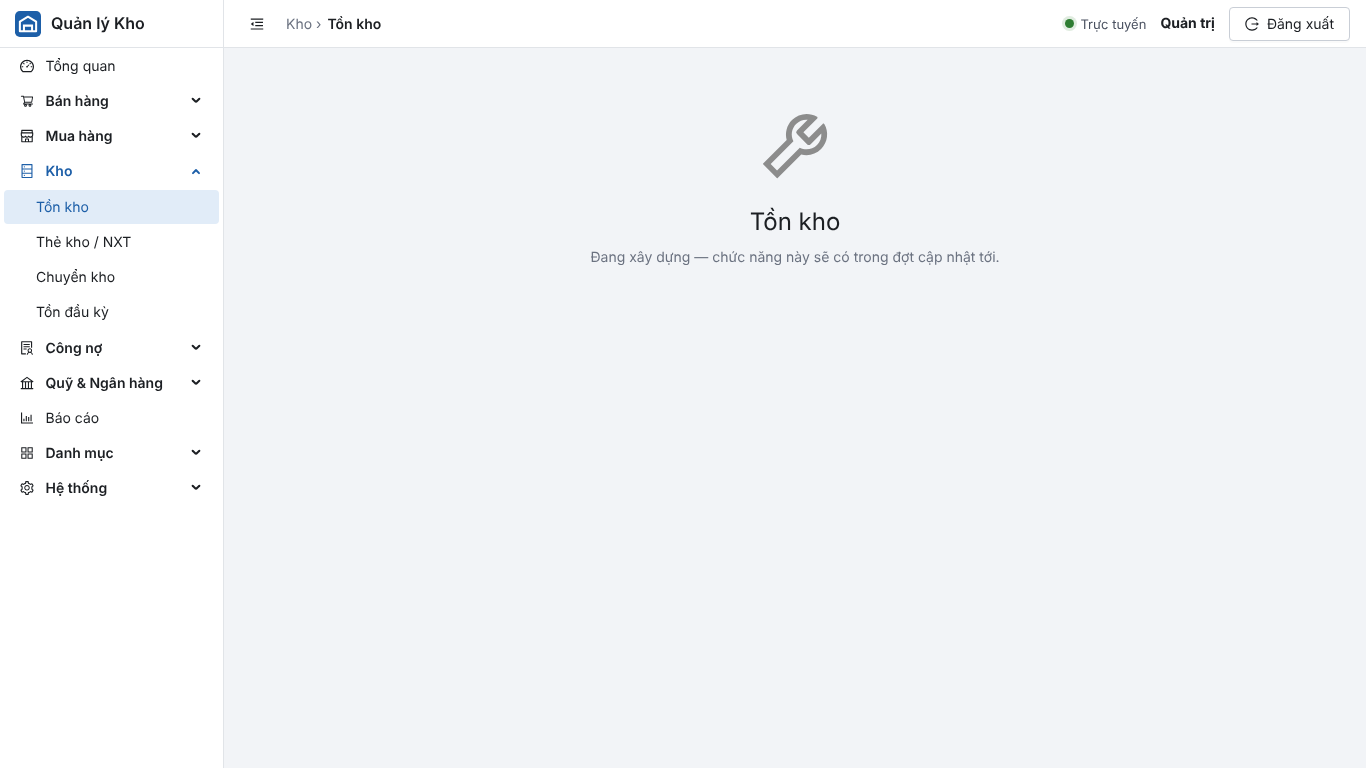 Quản lý Kho
Kho › Tồn kho
Trực tuyến
Quản trị
Đăng xuất
Tổng quan
Bán hàng
Mua hàng
Kho
Tồn kho
Thẻ kho / NXT
Chuyển kho
Tồn đầu kỳ
Công nợ
Quỹ & Ngân hàng
Báo cáo
Danh mục
Hệ thống
Tồn kho
Đang xây dựng — chức năng này sẽ có trong đợt cập nhật tới.